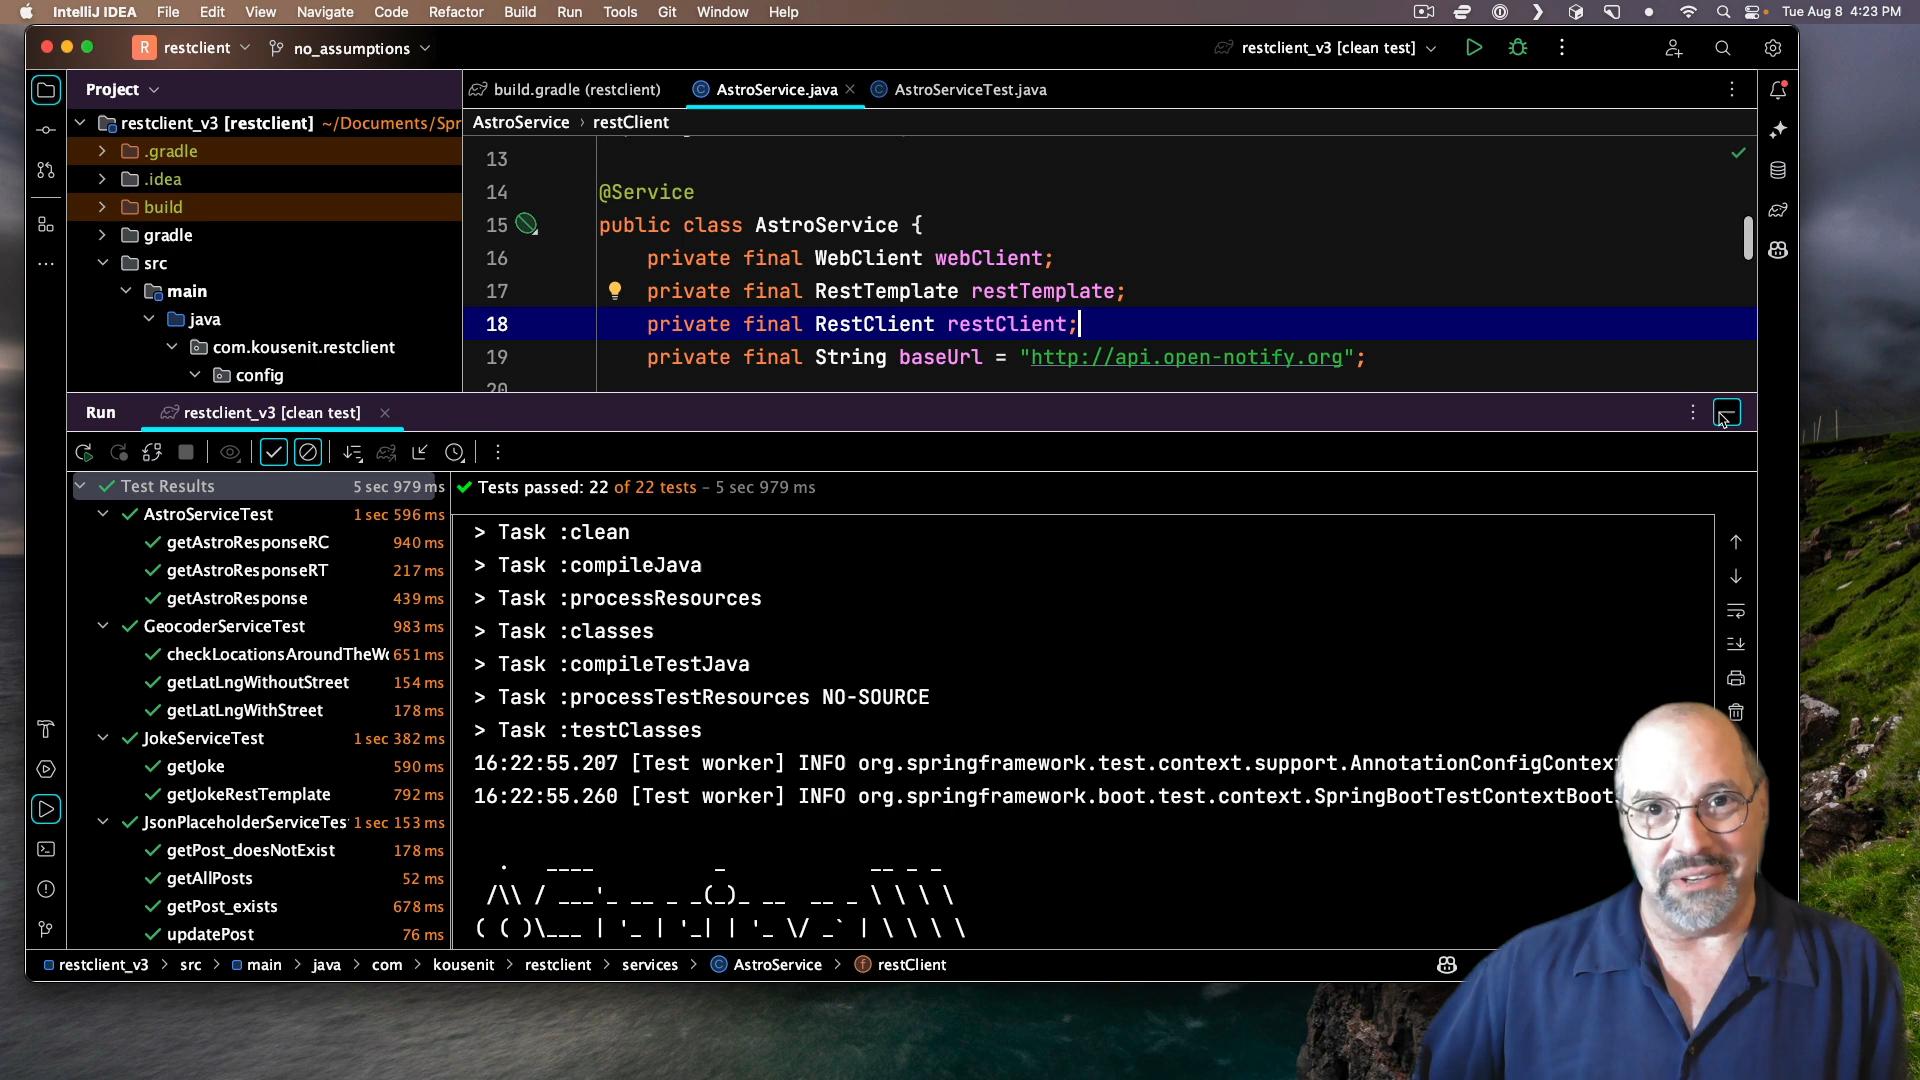 IntelliJ IDEA File Edit View Navigate Code Refactor Build Run Tools Git Window Help Tue Aug 8 4:23 PM
R restclient no_assumptions restclient_v3 [clean test]
Project build.gradle (restclient) AstroService.java AstroServiceTest.java
restclient_v3 [restclient] ~/Documents/Spr
AstroService › restClient
.gradle
.idea
build
gradle
src
main
java
com.kousenit.restclient
config
13
14 @Service
15 public class AstroService {
16 private final WebClient webClient;
17 private final RestTemplate restTemplate;
18 private final RestClient restClient;
19 private final String baseUrl = "http://api.open-notify.org";
20
Run restclient_v3 [clean test]
Test Results 5 sec 979 ms
AstroServiceTest 1 sec 596 ms
getAstroResponseRC 940 ms
getAstroResponseRT 217 ms
getAstroResponse 439 ms
GeocoderServiceTest 983 ms
checkLocationsAroundTheWo 651 ms
getLatLngWithoutStreet 154 ms
getLatLngWithStreet 178 ms
JokeServiceTest 1 sec 382 ms
getJoke 590 ms
getJokeRestTemplate 792 ms
JsonPlaceholderServiceTes 1 sec 153 ms
getPost_doesNotExist 178 ms
getAllPosts 52 ms
getPost_exists 678 ms
updatePost 76 ms
Tests passed: 22 of 22 tests – 5 sec 979 ms
> Task :clean
> Task :compileJava
> Task :processResources
> Task :classes
> Task :compileTestJava
> Task :processTestResources NO-SOURCE
> Task :testClasses
16:22:55.207 [Test worker] INFO org.springframework.test.context.support.AnnotationConfigContex
16:22:55.260 [Test worker] INFO org.springframework.boot.test.context.SpringBootTestContextBoot
restclient_v3 > src > main > java > com > kousenit > restclient > services > AstroService > restClient